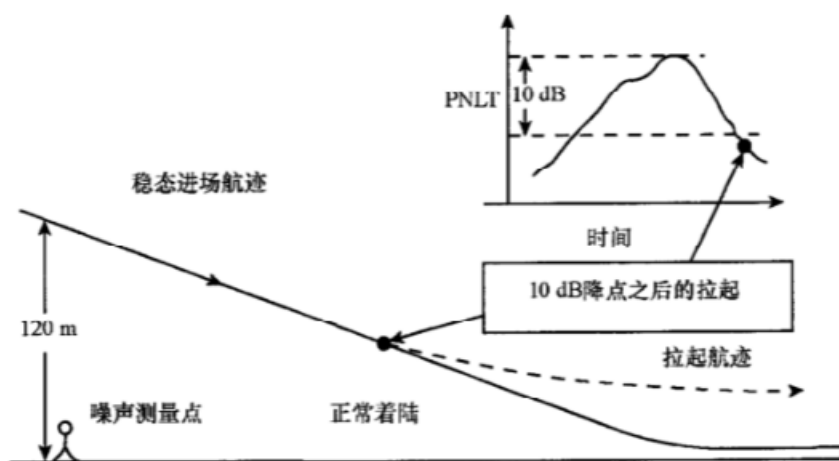 PNLT
10 dB
稳态进场航迹
时间
10 dB降点之后的拉起
120 m
拉起航迹
噪声测量点
正常着陆